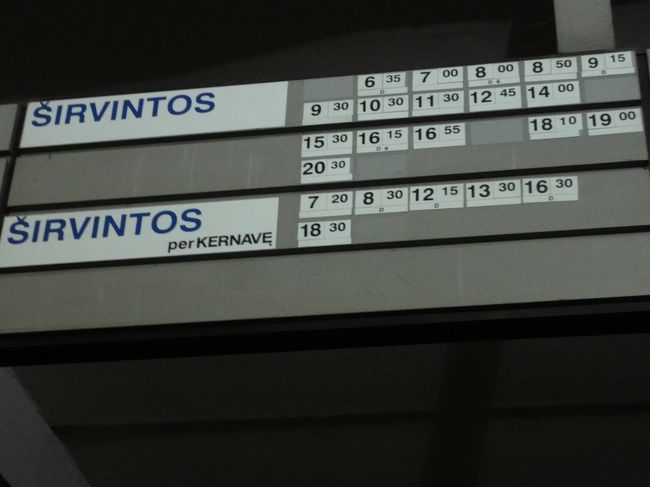 ŠIRVINTOS 6 35 7 00 8 00 8 50 9 15
D D š D
9 30 10 30 11 30 12 45 14 00
D
15 30 16 15 16 55 18 10 19 00
D š
20 30
ŠIRVINTOS 7 20 8 30 12 15 13 30 16 30
D D D
per KERNAVĘ 18 30